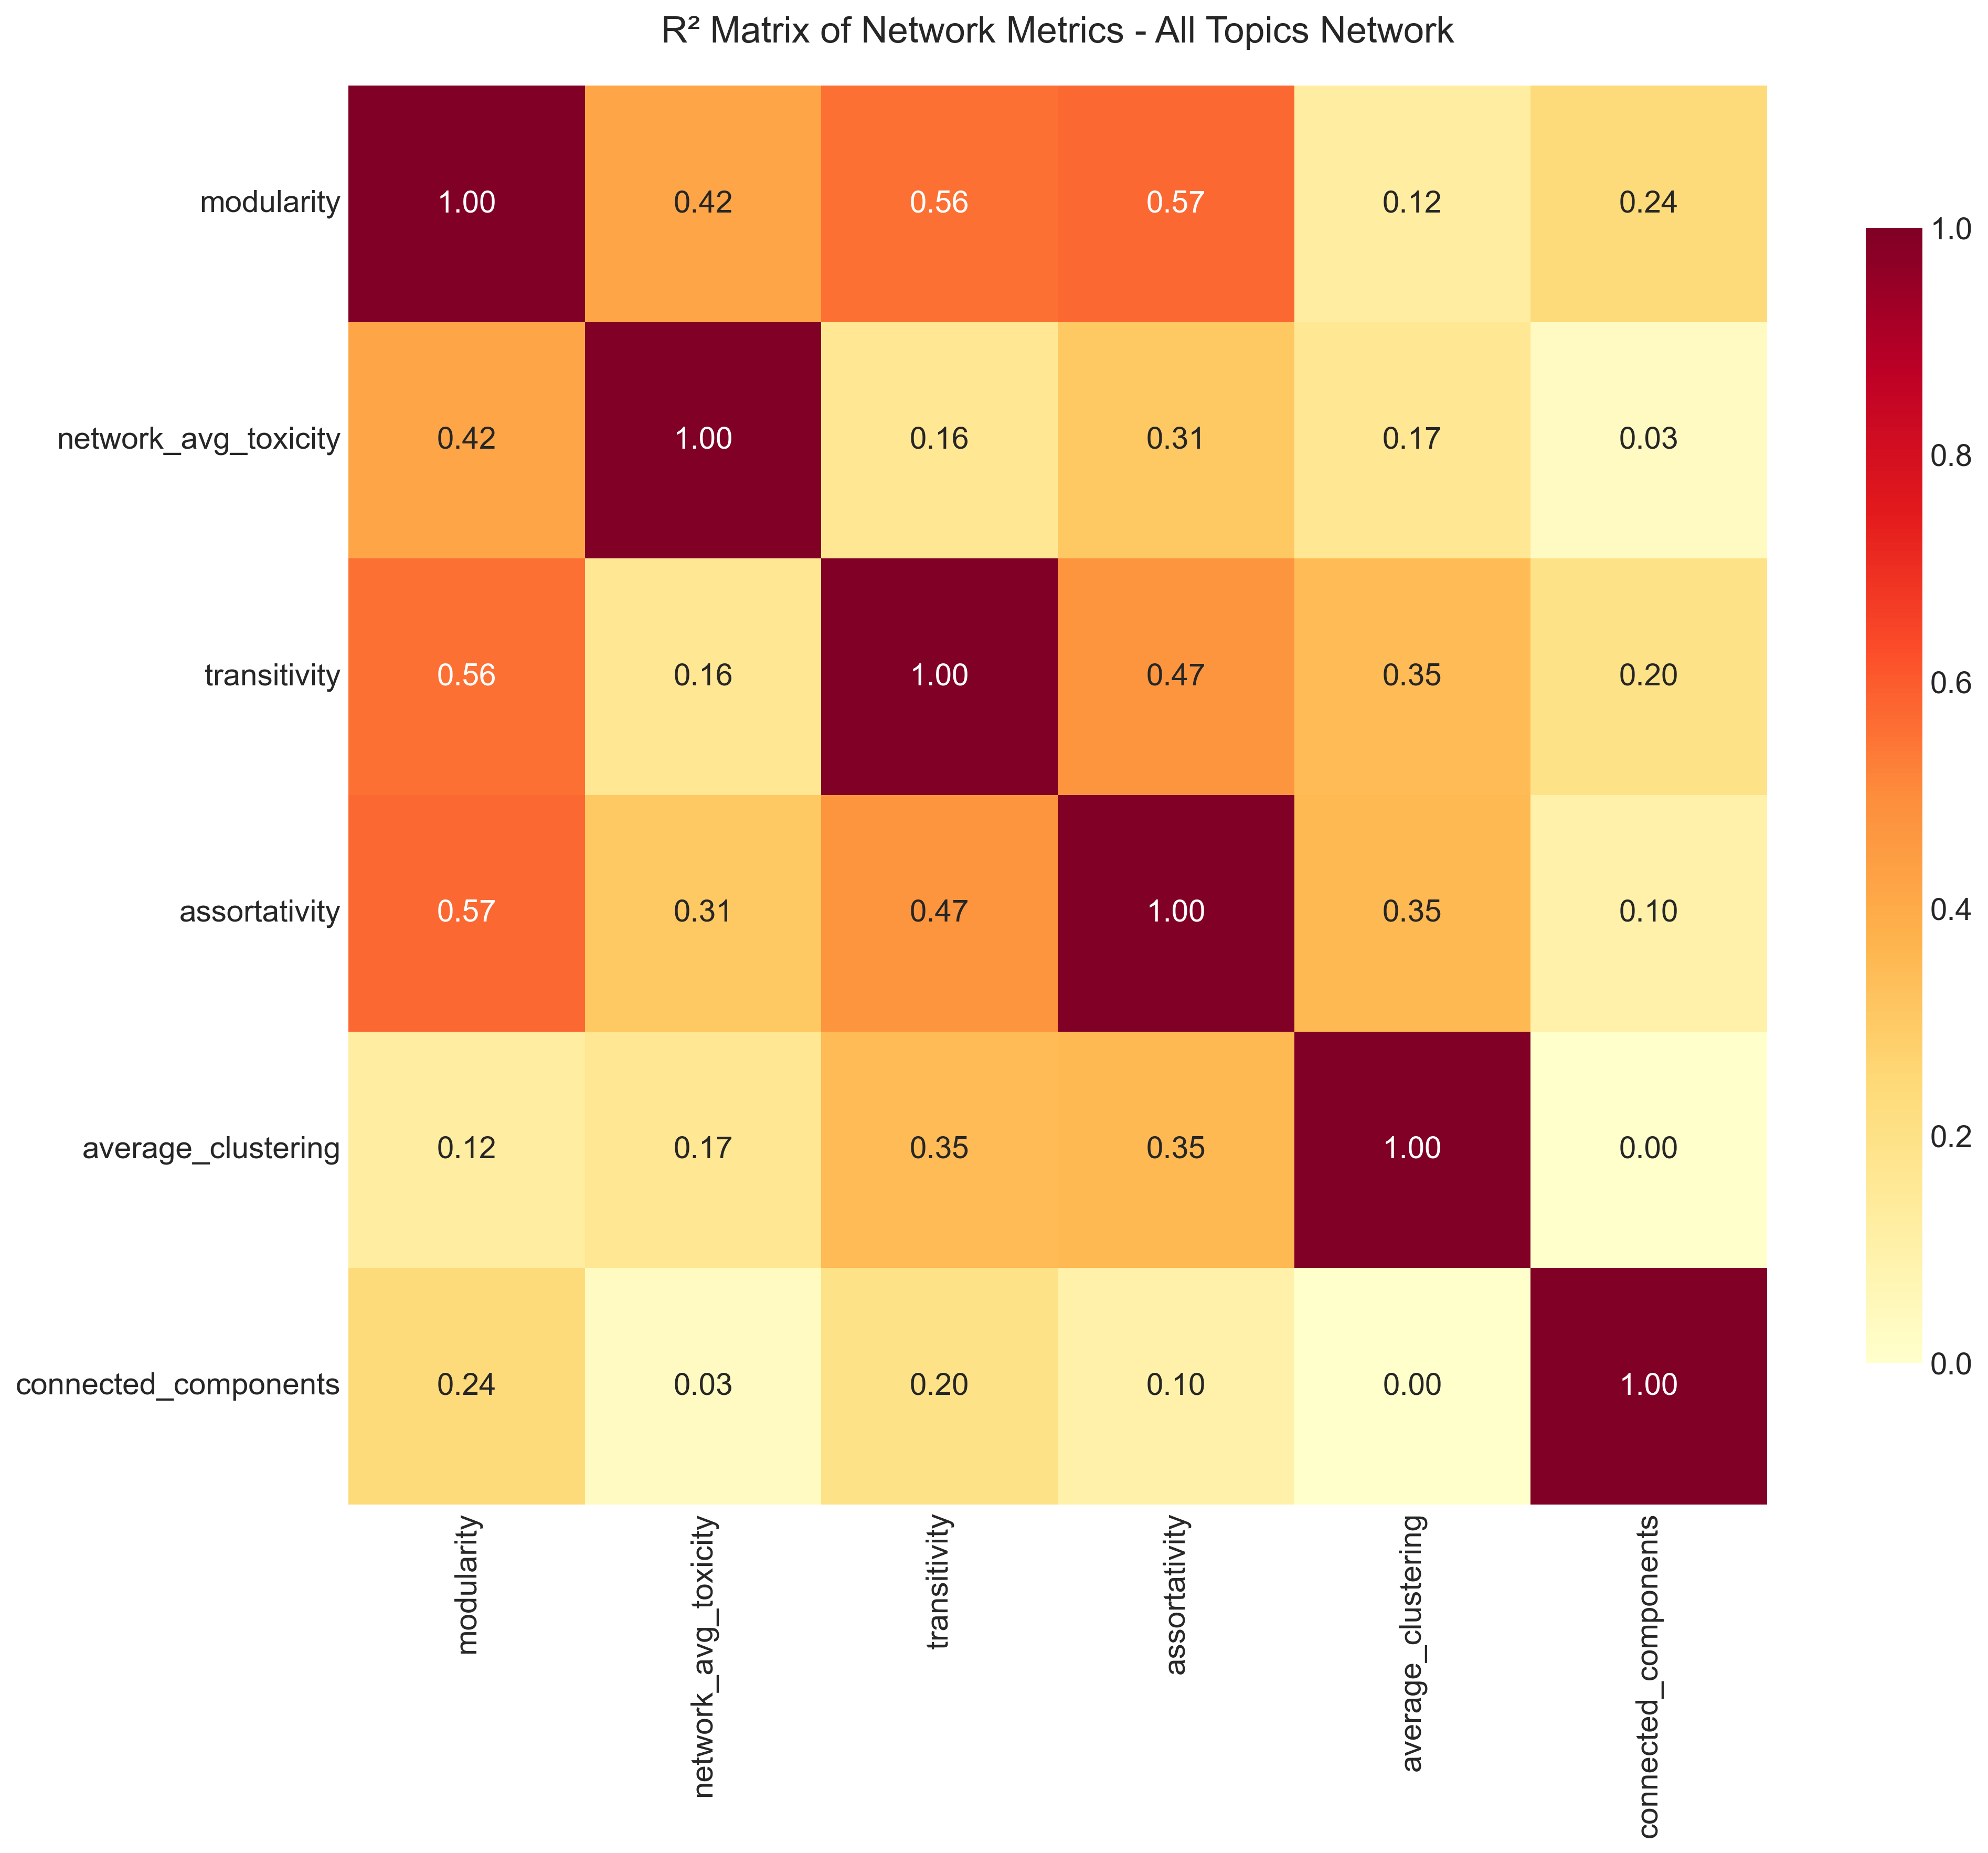 R² Matrix of Network Metrics - All Topics Network
modularity 1.00 0.42 0.56 0.57 0.12 0.24
network_avg_toxicity 0.42 1.00 0.16 0.31 0.17 0.03
transitivity 0.56 0.16 1.00 0.47 0.35 0.20
assortativity 0.57 0.31 0.47 1.00 0.35 0.10
average_clustering 0.12 0.17 0.35 0.35 1.00 0.00
connected_components 0.24 0.03 0.20 0.10 0.00 1.00
modularity
network_avg_toxicity
transitivity
assortativity
average_clustering
connected_components
1.0
0.8
0.6
0.4
0.2
0.0